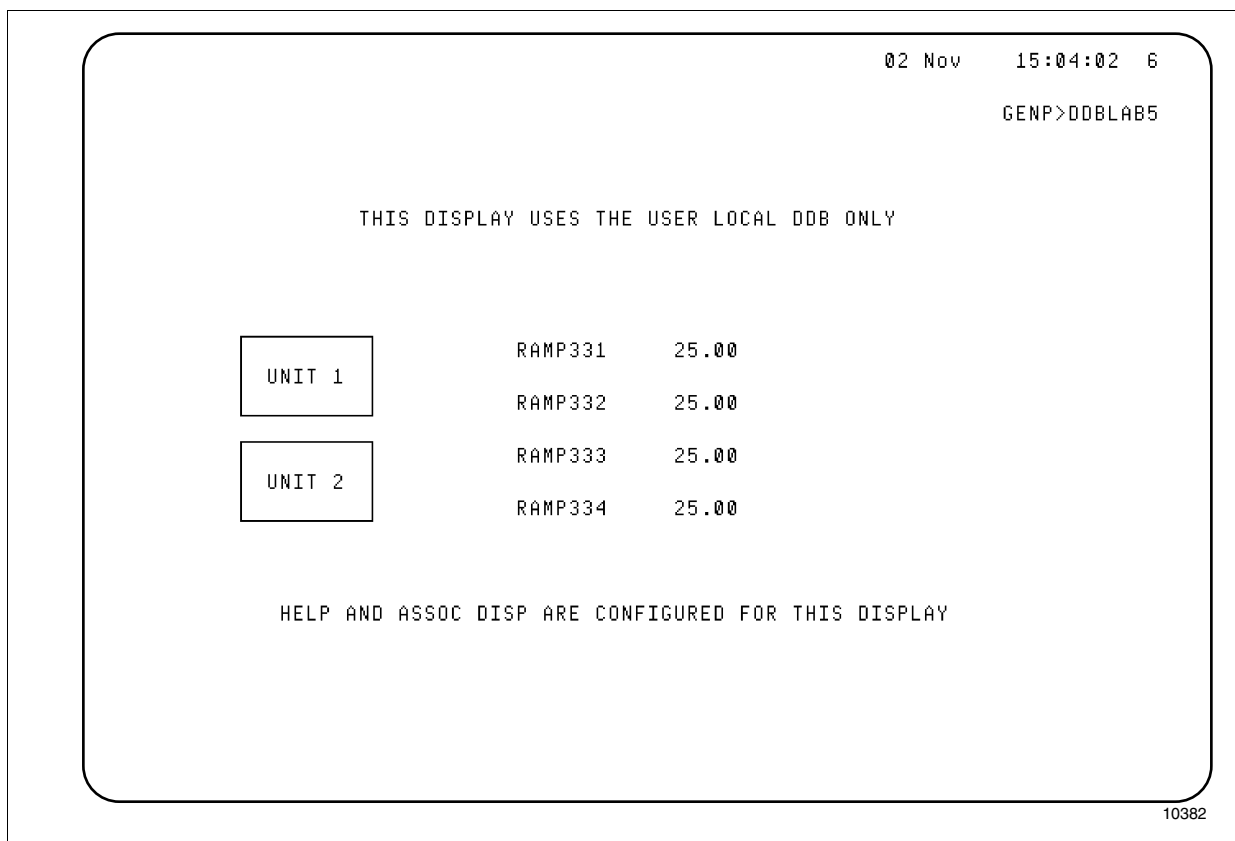 02 Nov 15:04:02 6
GENP>DDBLAB5
THIS DISPLAY USES THE USER LOCAL DDB ONLY
UNIT 1
RAMP331 25.00
RAMP332 25.00
UNIT 2
RAMP333 25.00
RAMP334 25.00
HELP AND ASSOC DISP ARE CONFIGURED FOR THIS DISPLAY
10382